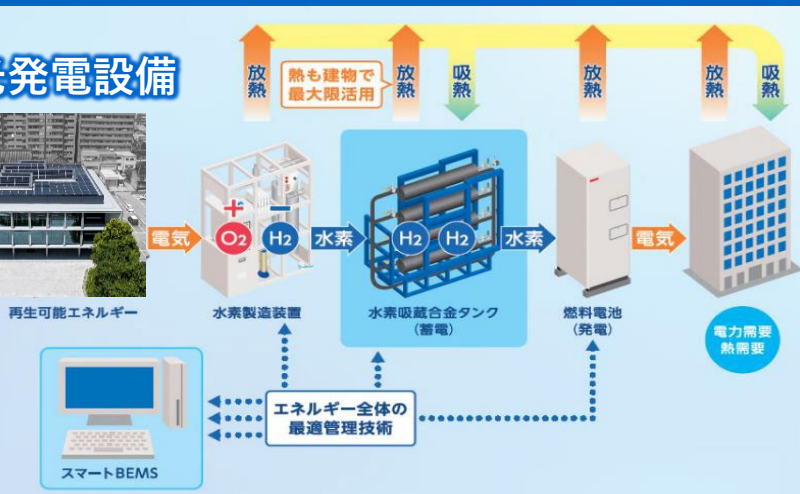 発電設備
放熱
熱も建物で
最大限活用
放熱
吸熱
放熱
放熱
吸熱
電気
+
O2
−
H2
水素
H2
H2
水素
電気
再生可能エネルギー
水素製造装置
水素吸蔵合金タンク
(蓄電)
燃料電池
(発電)
電力需要
熱需要
エネルギー全体の
最適管理技術
スマートBEMS